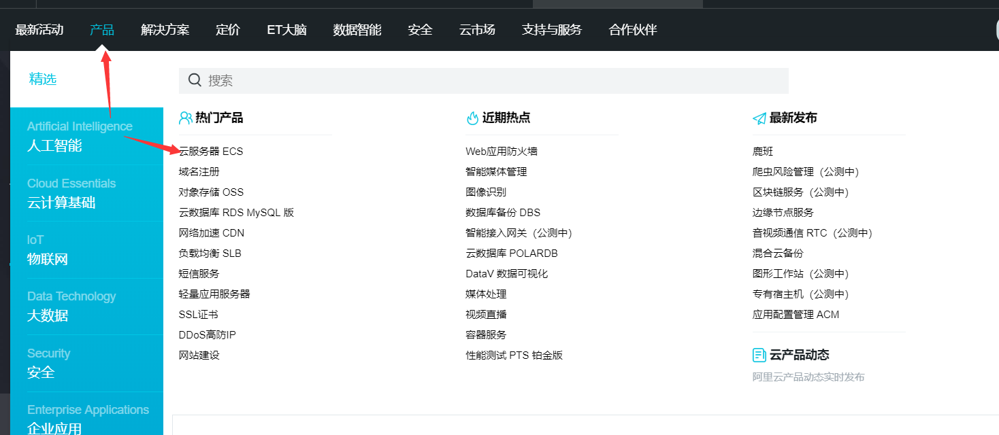 最新活动 产品 解决方案 定价 ET大脑 数据智能 安全 云市场 支持与服务 合作伙伴
精选
搜索
Artificial Intelligence
人工智能
Cloud Essentials
云计算基础
IoT
物联网
Data Technology
大数据
Security
安全
Enterprise Applications
企业应用
热门产品
云服务器 ECS
域名注册
对象存储 OSS
云数据库 RDS MySQL 版
网络加速 CDN
负载均衡 SLB
短信服务
轻量应用服务器
SSL证书
DDoS高防IP
网站建设
近期热点
Web应用防火墙
智能媒体管理
图像识别
数据库备份 DBS
智能接入网关（公测中）
云数据库 POLARDB
DataV 数据可视化
媒体处理
视频直播
容器服务
性能测试 PTS 铂金版
最新发布
鹿班
爬虫风险管理（公测中）
区块链服务（公测中）
边缘节点服务
音视频通信 RTC（公测中）
混合云备份
图形工作站（公测中）
专有宿主机（公测中）
应用配置管理 ACM
云产品动态
阿里云产品动态实时发布